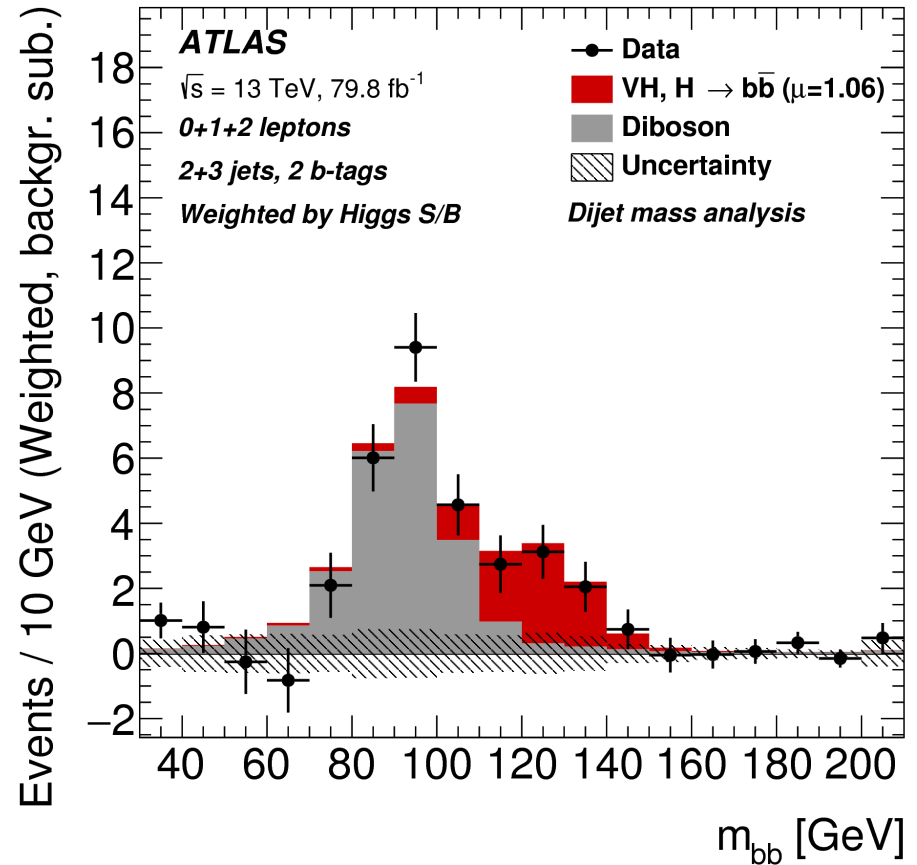 ATLAS
√s = 13 TeV, 79.8 fb⁻¹
0+1+2 leptons
2+3 jets, 2 b-tags
Weighted by Higgs S/B
Data
VH, H → bb̅ (μ=1.06)
Diboson
Uncertainty
Dijet mass analysis
Events / 10 GeV (Weighted, backgr. sub.)
18
16
14
12
10
8
6
4
2
0
−2
40 60 80 100 120 140 160 180 200
m_bb [GeV]